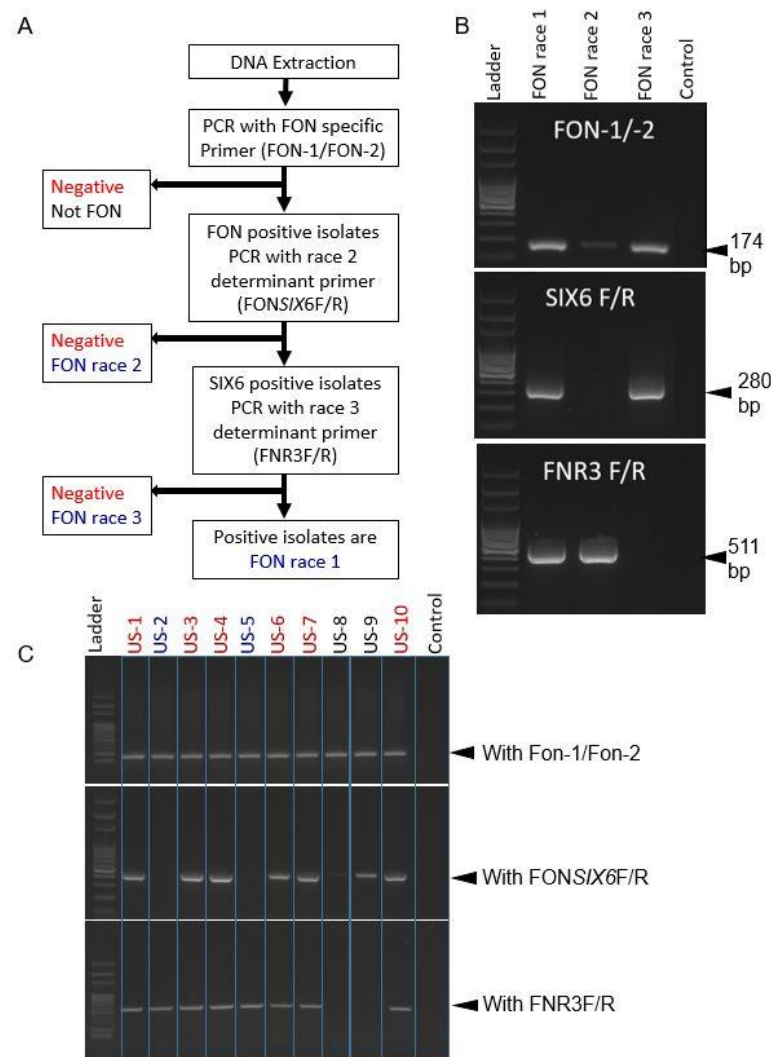 A
DNA Extraction
PCR with FON specific
Primer (FON-1/FON-2)
Negative
Not FON
FON positive isolates
PCR with race 2
determinant primer
(FONSIX6F/R)
Negative
FON race 2
SIX6 positive isolates
PCR with race 3
determinant primer
(FNR3F/R)
Negative
FON race 3
Positive isolates are
FON race 1
B
Ladder
FON race 1
FON race 2
FON race 3
Control
FON-1/-2
174
bp
SIX6 F/R
280
bp
FNR3 F/R
511
bp
C
Ladder
US-1
US-2
US-3
US-4
US-5
US-6
US-7
US-8
US-9
US-10
Control
With Fon-1/Fon-2
With FONSIX6F/R
With FNR3F/R